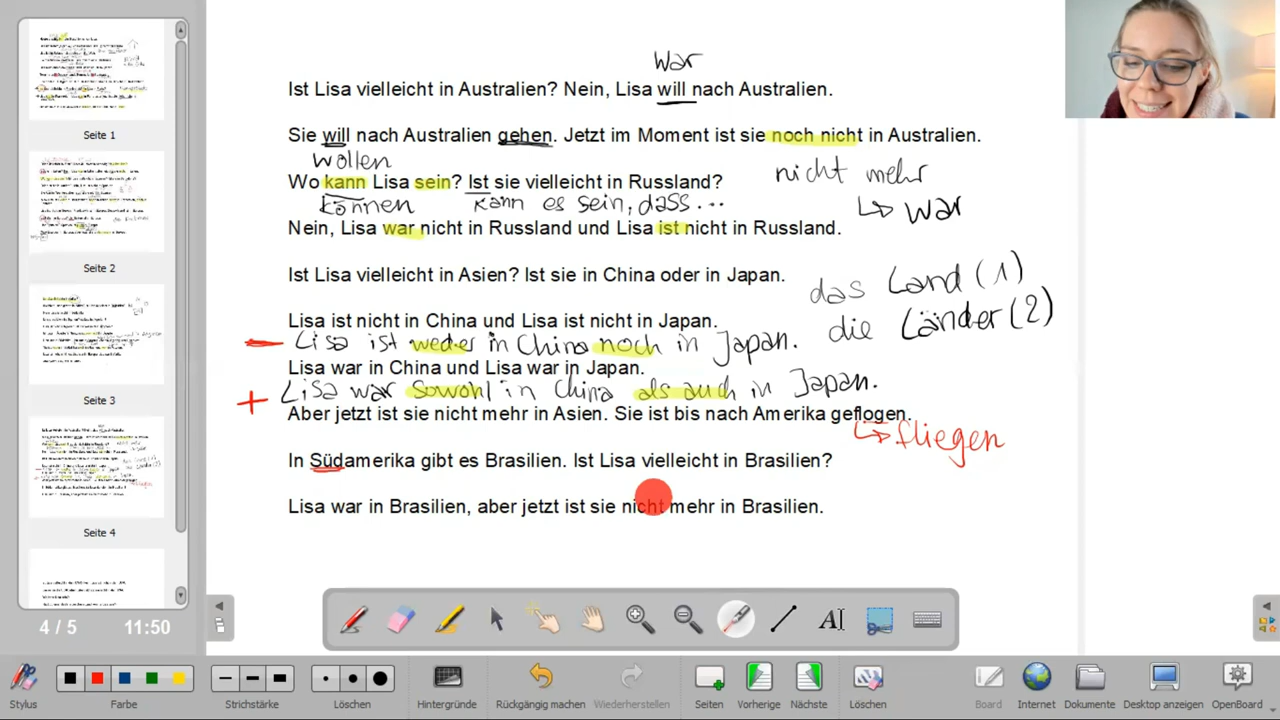 war
Ist Lisa vielleicht in Australien? Nein, Lisa will nach Australien.
Sie will nach Australien gehen. Jetzt im Moment ist sie noch nicht in Australien.
wollen
nicht mehr
Wo kann Lisa sein? Ist sie vielleicht in Russland?
können kann es sein, dass...
↳ war
Nein, Lisa war nicht in Russland und Lisa ist nicht in Russland.
Ist Lisa vielleicht in Asien? Ist sie in China oder in Japan.
das Land (1)
die Länder (2)
Lisa ist nicht in China und Lisa ist nicht in Japan.
- Lisa ist weder in China noch in Japan.
Lisa war in China und Lisa war in Japan.
+ Lisa war sowohl in China als auch in Japan.
Aber jetzt ist sie nicht mehr in Asien. Sie ist bis nach Amerika geflogen.
↳ fliegen
In Südamerika gibt es Brasilien. Ist Lisa vielleicht in Brasilien?
Lisa war in Brasilien, aber jetzt ist sie nicht mehr in Brasilien.
Seite 1
Seite 2
Seite 3
Seite 4
4 / 5 11:50
Stylus
Farbe
Strichstärke
Löschen
Hintergründe
Rückgängig machen
Wiederherstellen
Seiten
Vorherige
Nächste
Löschen
Board
Internet
Dokumente
Desktop anzeigen
OpenBoard